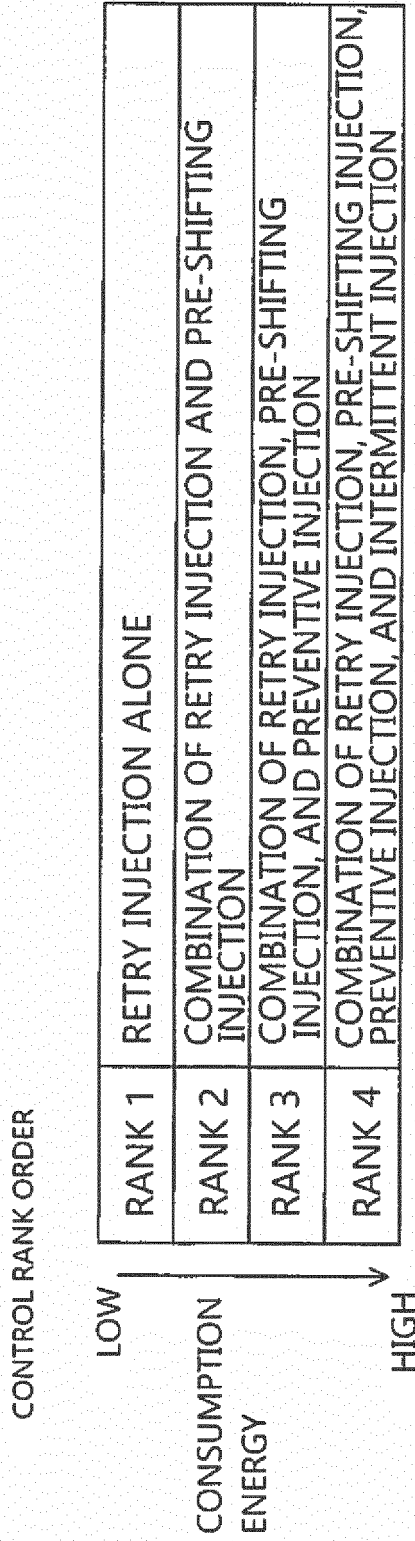 CONTROL RANK ORDER
LOW
CONSUMPTION
ENERGY
HIGH
RANK 1
RETRY INJECTION ALONE
RANK 2
COMBINATION OF RETRY INJECTION AND PRE-SHIFTING
INJECTION
RANK 3
COMBINATION OF RETRY INJECTION, PRE-SHIFTING
INJECTION, AND PREVENTIVE INJECTION
RANK 4
COMBINATION OF RETRY INJECTION, PRE-SHIFTING INJECTION,
PREVENTIVE INJECTION, AND INTERMITTENT INJECTION